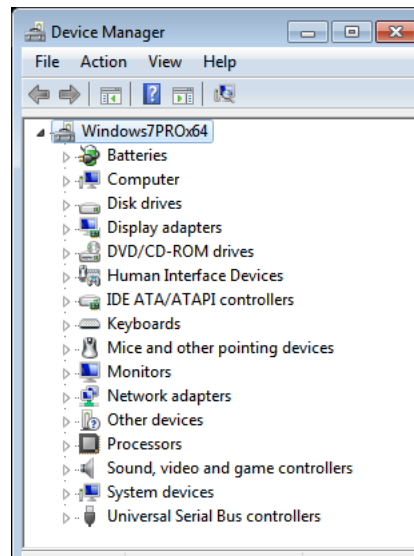 Device Manager
File Action View Help
Windows7PROx64
Batteries
Computer
Disk drives
Display adapters
DVD/CD-ROM drives
Human Interface Devices
IDE ATA/ATAPI controllers
Keyboards
Mice and other pointing devices
Monitors
Network adapters
Other devices
Processors
Sound, video and game controllers
System devices
Universal Serial Bus controllers